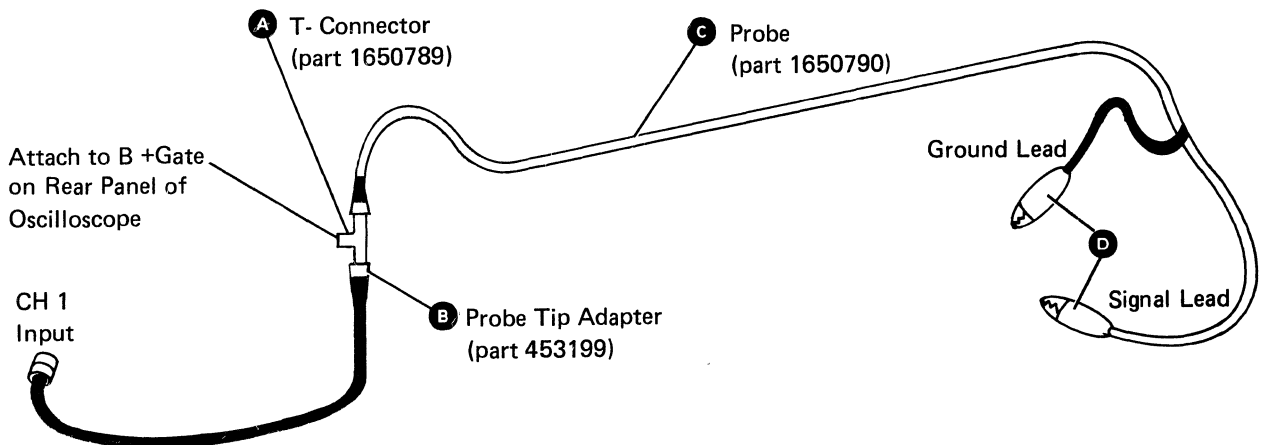 A T- Connector
(part 1650789)
C Probe
(part 1650790)
Attach to B +Gate
on Rear Panel of
Oscilloscope
Ground Lead
D
CH 1
Input
B Probe Tip Adapter
(part 453199)
Signal Lead